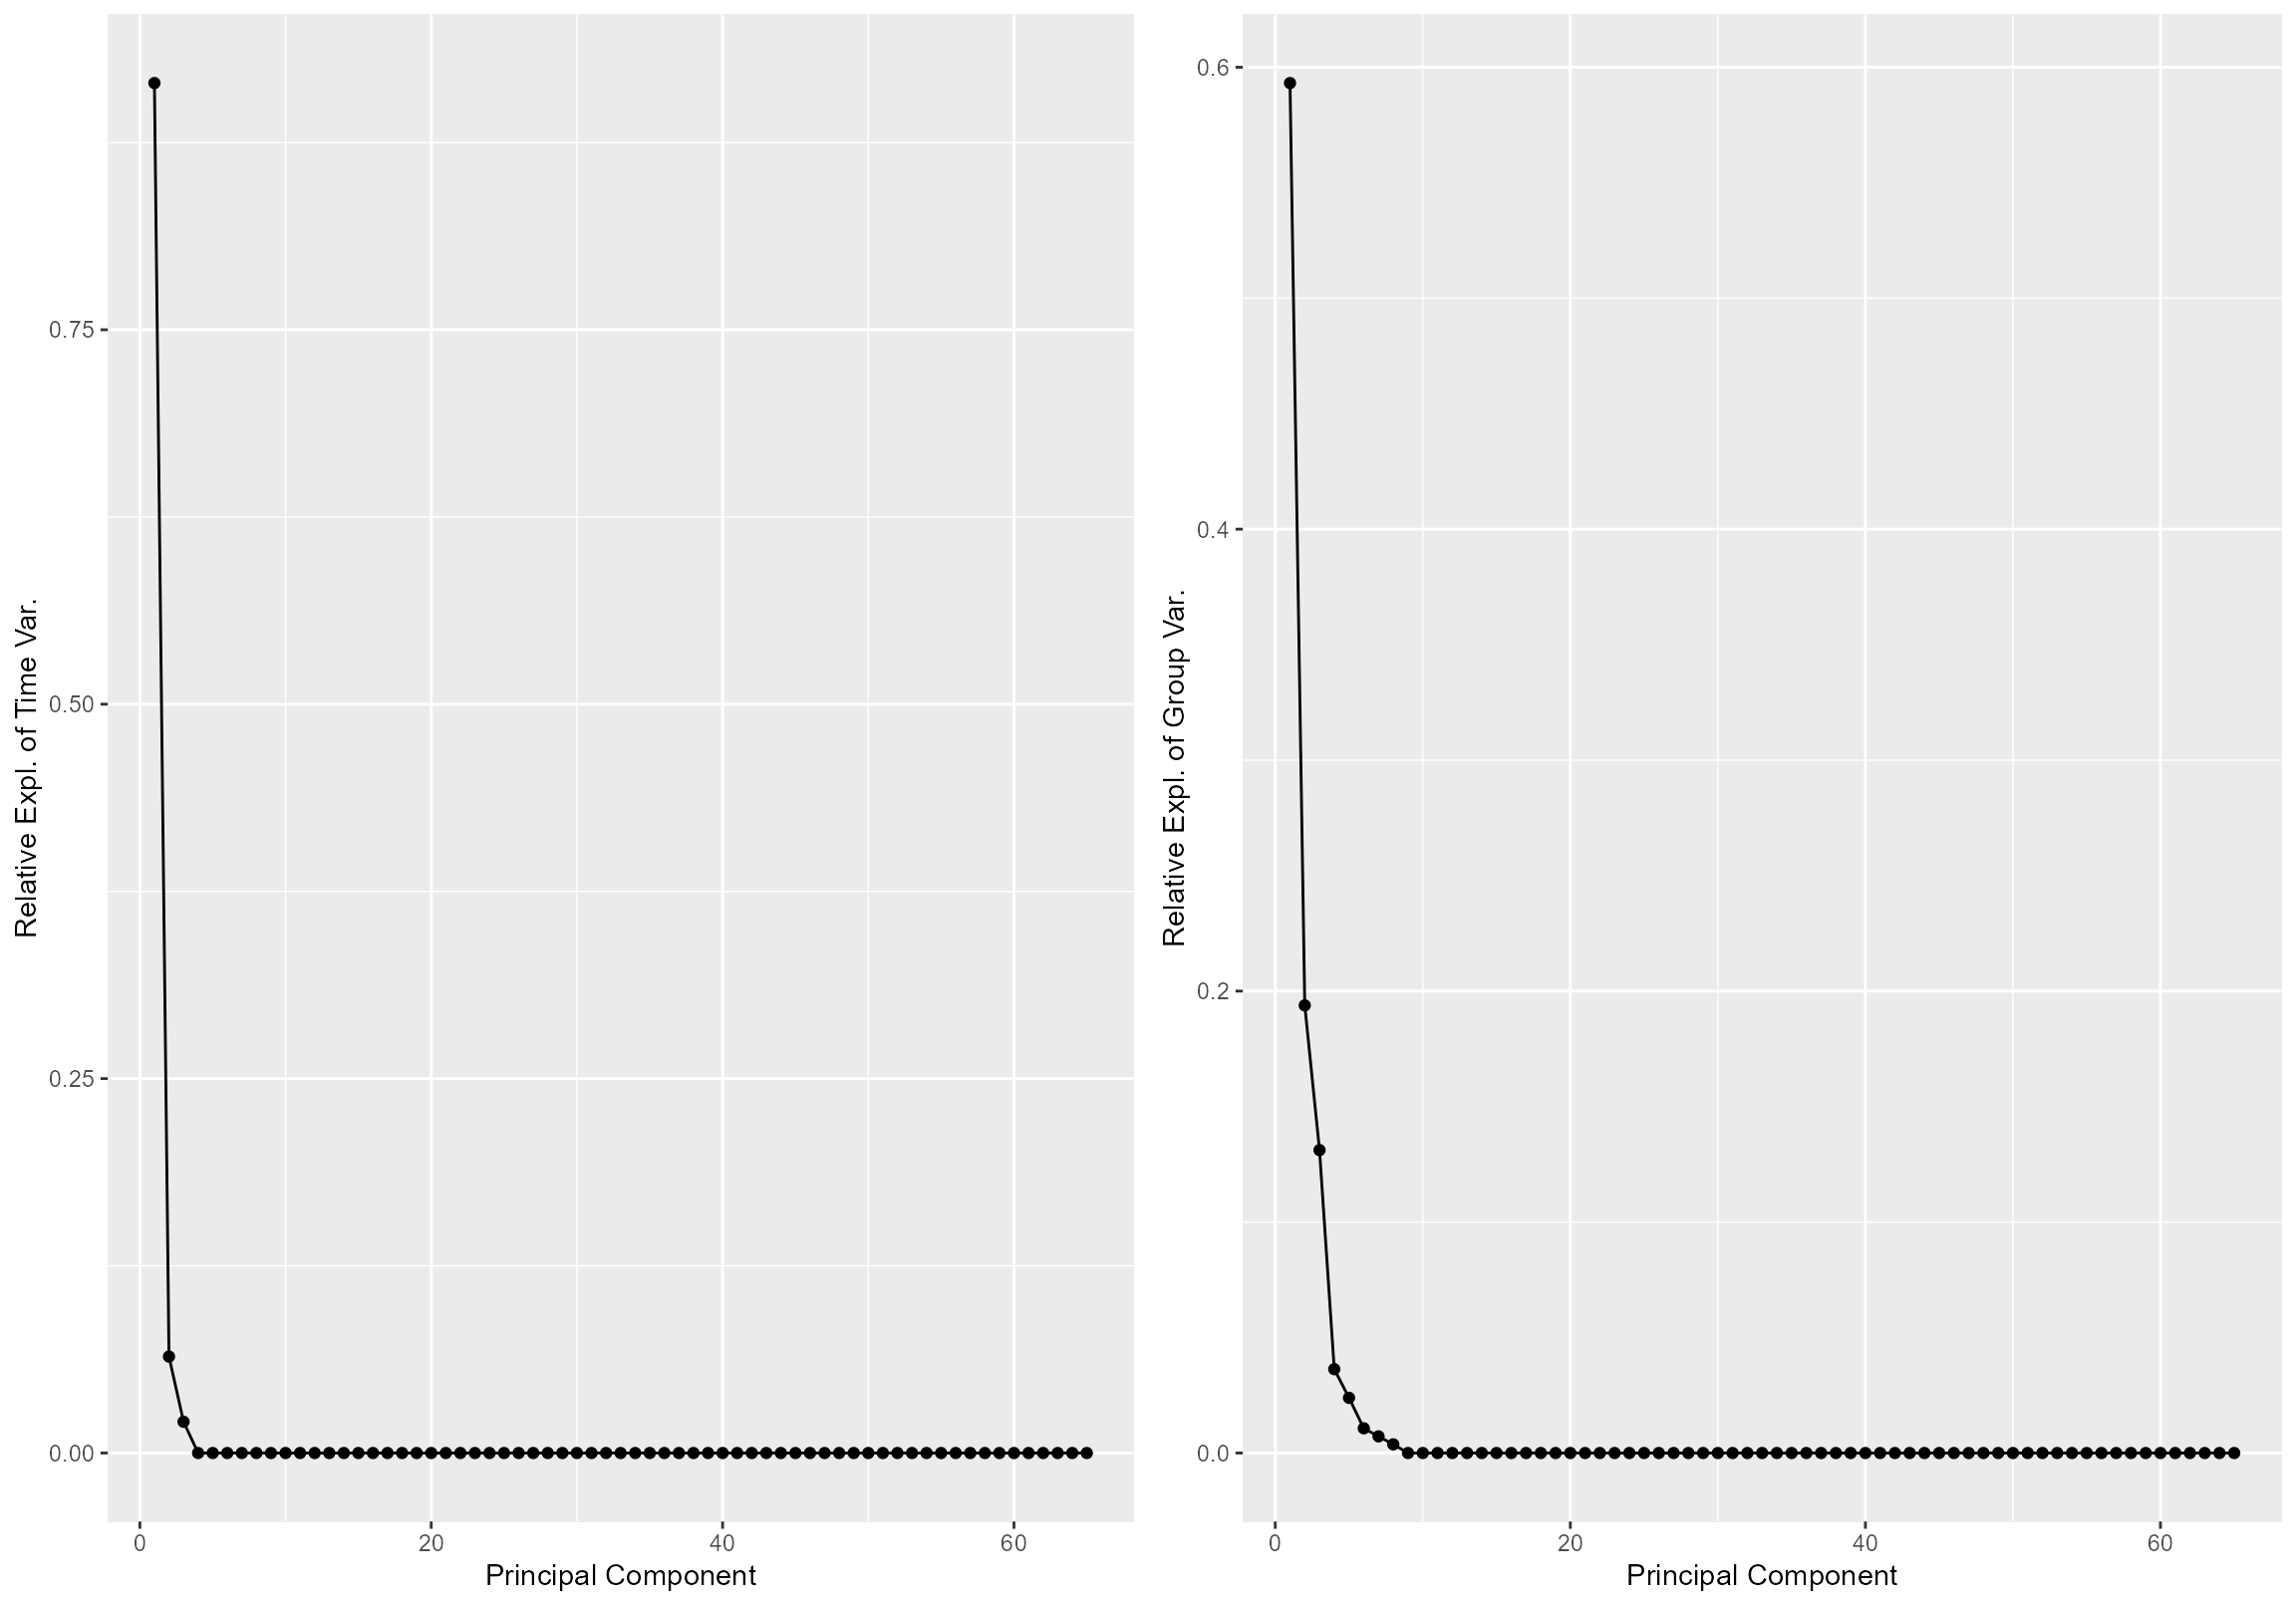 Relative Expl. of Time Var.
0.75
0.50
0.25
0.00
0 20 40 60
Principal Component
Relative Expl. of Group Var.
0.6
0.4
0.2
0.0
0 20 40 60
Principal Component